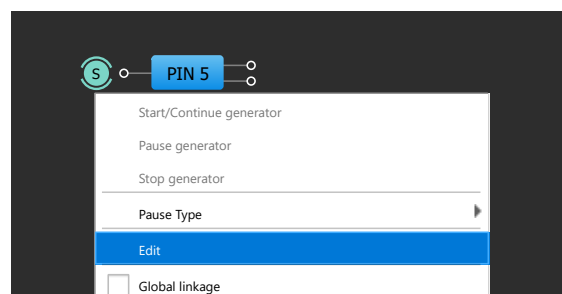 S PIN 5
Start/Continue generator
Pause generator
Stop generator
Pause Type
Edit
Global linkage